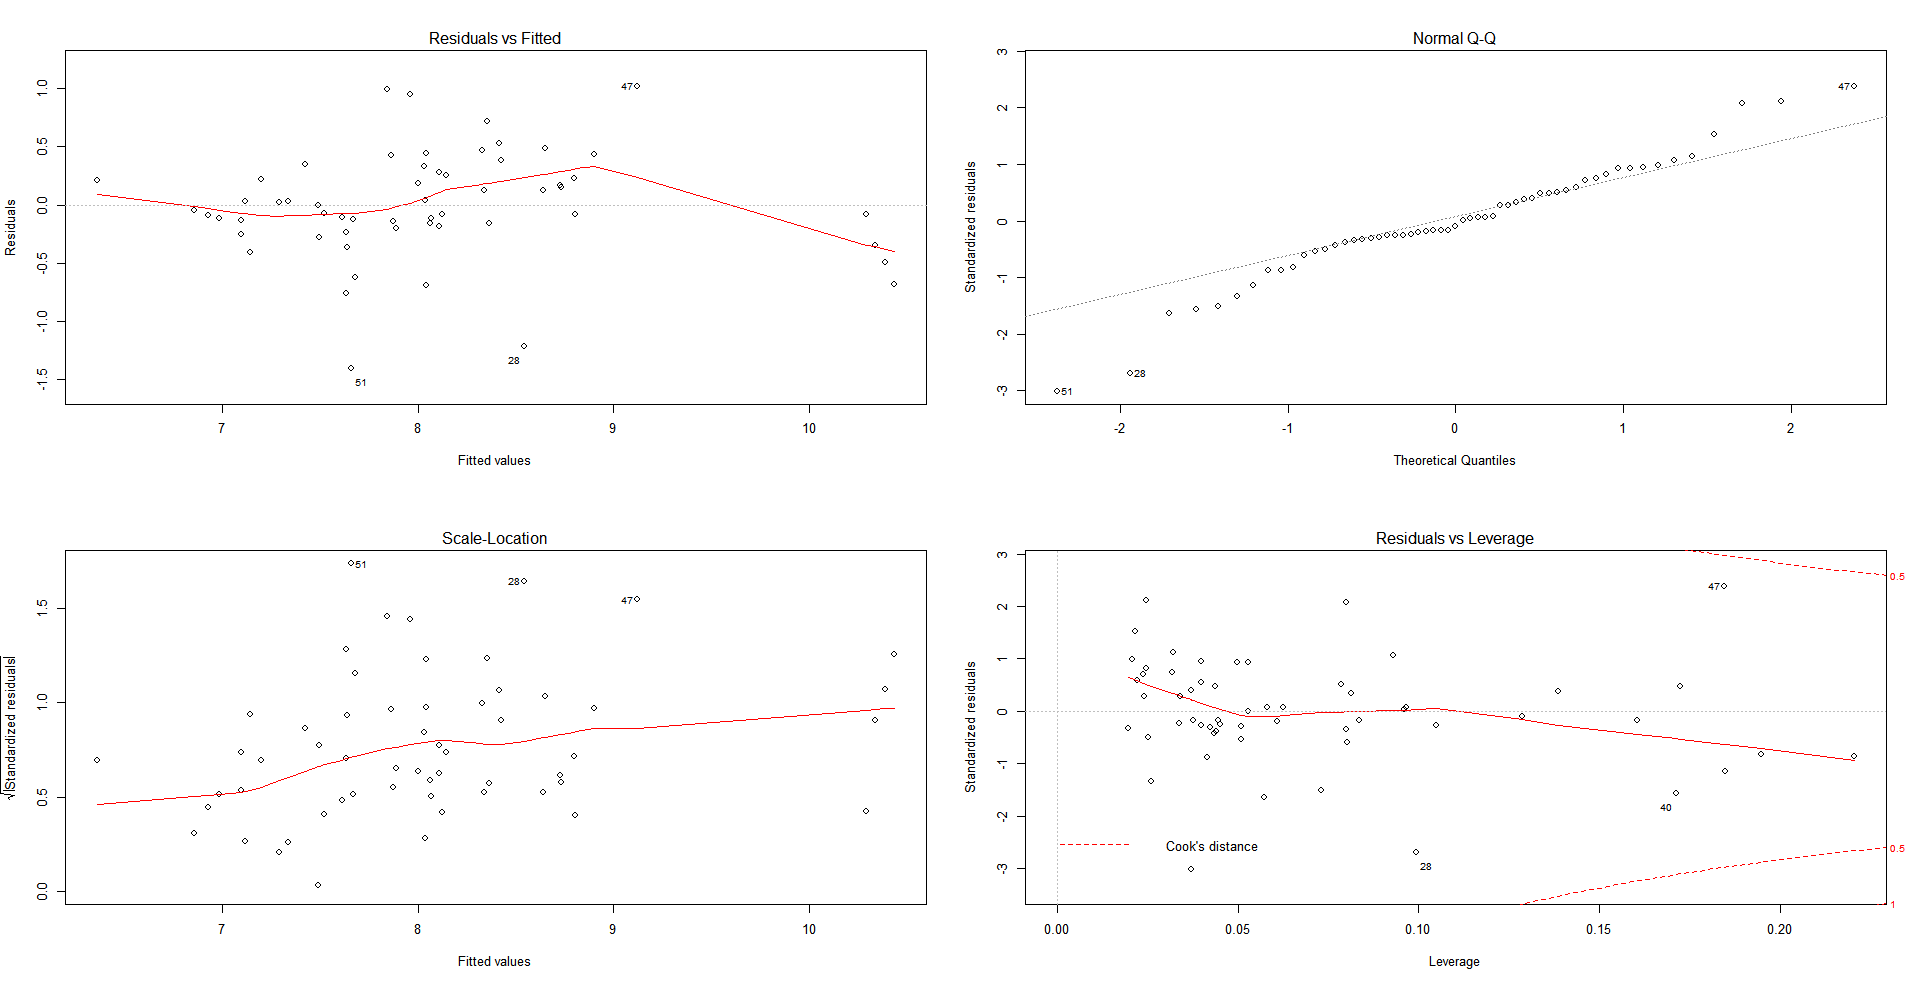 Residuals vs Fitted
Residuals
1.0
0.5
0.0
-0.5
-1.0
-1.5
47
28
51
7 8 9 10
Fitted values
Normal Q-Q
Standardized residuals
3
2
1
0
-1
-2
-3
47
28
51
-2 -1 0 1 2
Theoretical Quantiles
Scale-Location
√|Standardized residuals|
1.5
1.0
0.5
0.0
51
28
47
7 8 9 10
Fitted values
Residuals vs Leverage
Standardized residuals
3
2
1
0
-1
-2
-3
0.5
47
40
Cook's distance
0.5
28
1
0.00 0.05 0.10 0.15 0.20
Leverage